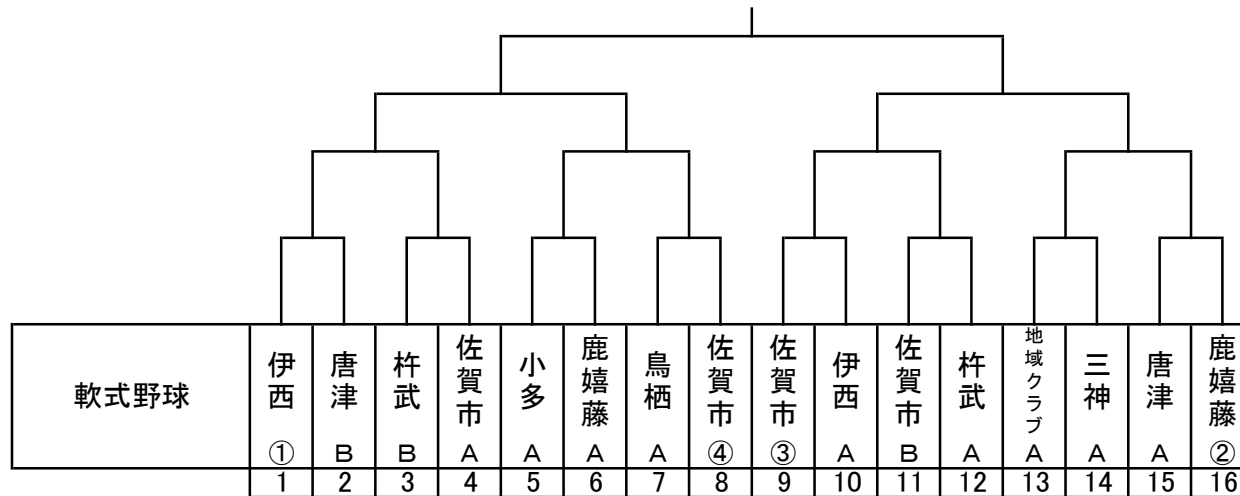 軟式野球
伊西 ① 1
唐津 B 2
杵武 B 3
佐賀市 A 4
小多 A 5
鹿嬉藤 A 6
鳥栖 A 7
佐賀市 ④ 8
佐賀市 ③ 9
伊西 A 10
佐賀市 B 11
杵武 A 12
地域クラブ A 13
三神 A 14
唐津 A 15
鹿嬉藤 ② 16